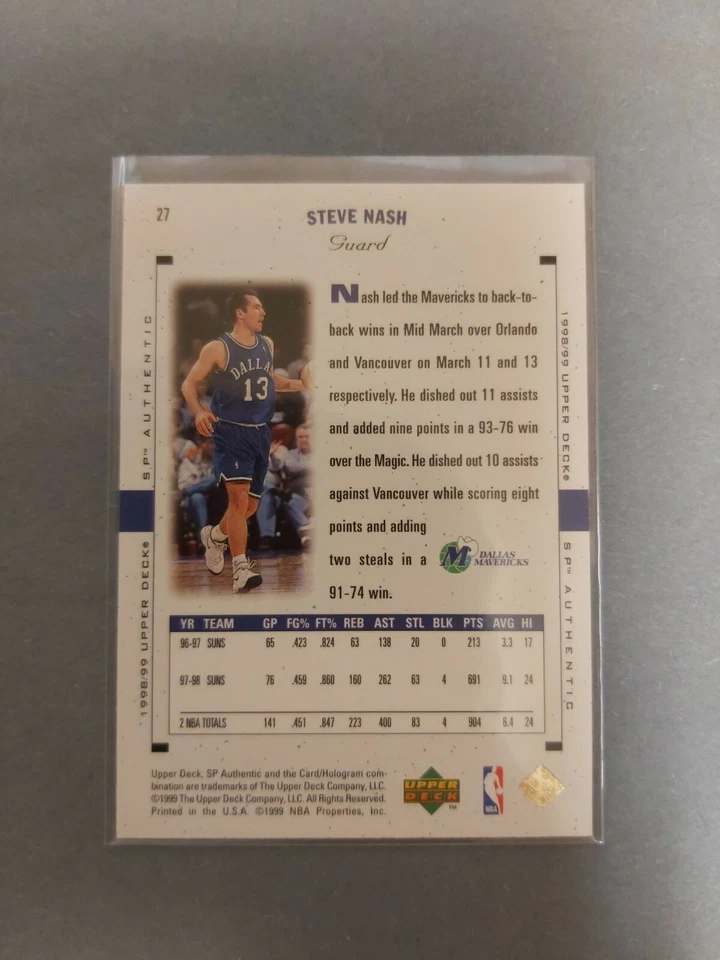 27
STEVE NASH
Guard
Nash led the Mavericks to back-to-
back wins in Mid March over Orlando
and Vancouver on March 11 and 13
respectively. He dished out 11 assists
and added nine points in a 93-76 win
over the Magic. He dished out 10 assists
against Vancouver while scoring eight
points and adding
two steals in a
91-74 win.
DALLAS
13
M DALLAS
MAVERICKS
1998/99 UPPER DECK® SP™ AUTHENTIC
1998/99 UPPER DECK® SP™ AUTHENTIC
YR TEAM GP FG% FT% REB AST STL BLK PTS AVG HI
96-97 SUNS 65 .423 .824 63 138 20 0 213 3.3 17
97-98 SUNS 76 .459 .860 160 262 63 4 691 9.1 24
2 NBA TOTALS 141 .451 .847 223 400 83 4 904 6.4 24
Upper Deck, SP Authentic and the Card/Hologram com-
bination are trademarks of The Upper Deck Company, LLC.
©1999 The Upper Deck Company, LLC. All Rights Reserved.
Printed in the U.S.A. ©1999 NBA Properties, Inc.
UPPER
DECK™
NBA